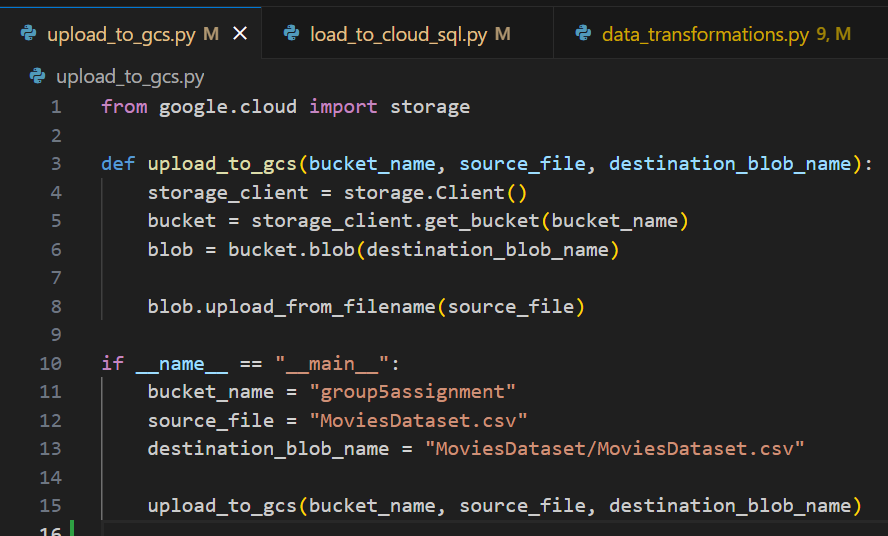 upload_to_gcs.py M × load_to_cloud_sql.py M data_transformations.py 9, M
upload_to_gcs.py
1 from google.cloud import storage
2
3 def upload_to_gcs(bucket_name, source_file, destination_blob_name):
4 storage_client = storage.Client()
5 bucket = storage_client.get_bucket(bucket_name)
6 blob = bucket.blob(destination_blob_name)
7
8 blob.upload_from_filename(source_file)
9
10 if __name__ == "__main__":
11 bucket_name = "group5assignment"
12 source_file = "MoviesDataset.csv"
13 destination_blob_name = "MoviesDataset/MoviesDataset.csv"
14
15 upload_to_gcs(bucket_name, source_file, destination_blob_name)
16